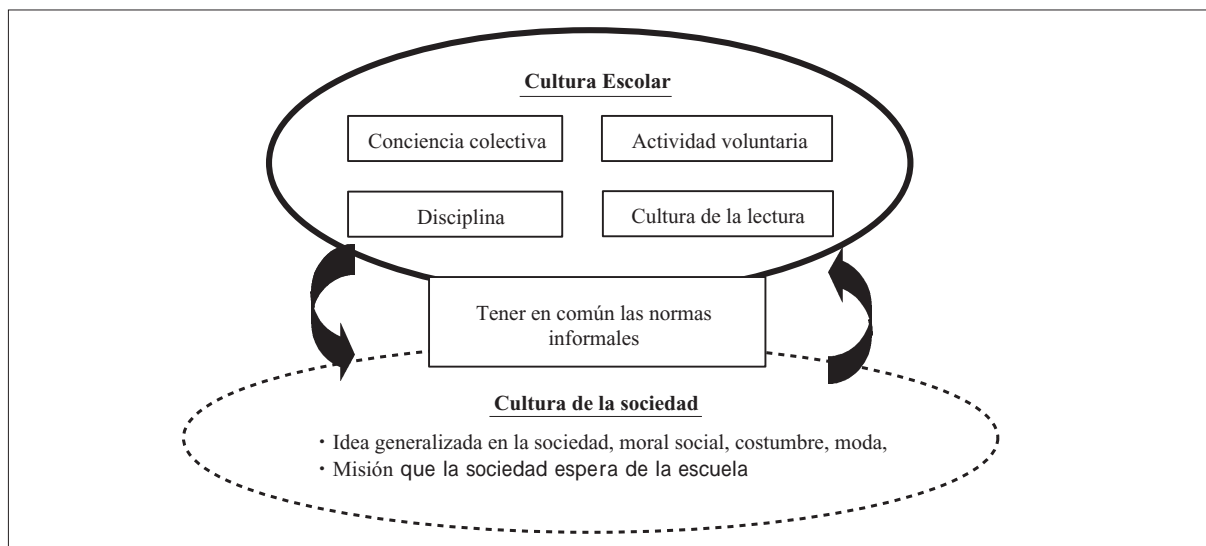 Cultura Escolar
Conciencia colectiva
Actividad voluntaria
Disciplina
Cultura de la lectura
Tener en común las normas
informales
Cultura de la sociedad
・Idea generalizada en la sociedad, moral social, costumbre, moda,
・Misión que la sociedad espera de la escuela